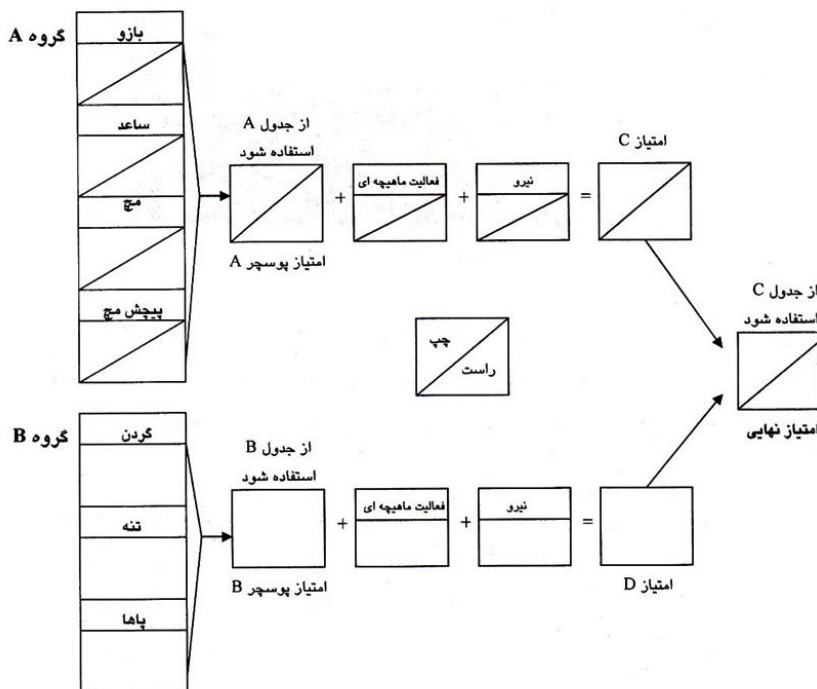 گروه A
بازو
ساعد
مچ
پیچش مچ
از جدول A
استفاده شود
امتیاز پوسچر A
+
فعالیت ماهیچه ای
+
نیرو
=
امتیاز C
چپ
راست
از جدول C
استفاده شود
امتیاز نهایی
گروه B
گردن
تنه
پاها
از جدول B
استفاده شود
امتیاز پوسچر B
+
فعالیت ماهیچه ای
+
نیرو
=
امتیاز D